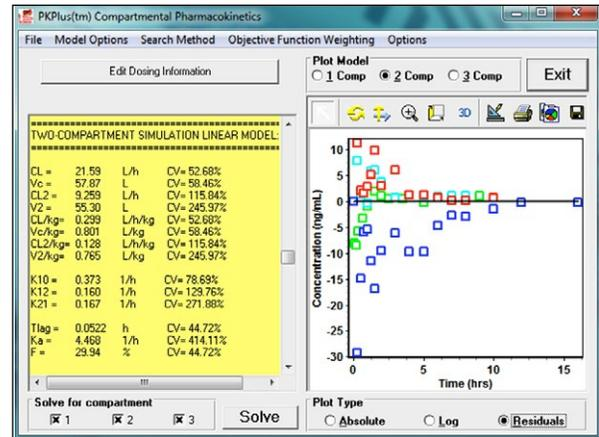 PKPlus(tm) Compartmental Pharmacokinetics
File Model Options Search Method Objective Function Weighting Options
Edit Dosing Information
Plot Model
1 Comp 2 Comp 3 Comp
Exit
3D
TWO-COMPARTMENT SIMULATION LINEAR MODEL:
CL = 21.59 L/h CV= 52.68%
Vc = 57.87 L CV= 58.46%
CL2 = 9.259 L/h CV= 115.84%
V2 = 55.30 L CV= 245.97%
CL/kg= 0.299 L/h/kg CV= 52.68%
Vc/kg= 0.801 L/kg CV= 58.46%
CL2/kg= 0.128 L/h/kg CV= 115.84%
V2/kg= 0.765 L/kg CV= 245.97%
K10 = 0.373 1/h CV= 78.69%
K12 = 0.160 1/h CV= 129.76%
K21 = 0.167 1/h CV= 271.88%
Tlag = 0.0522 h CV= 44.72%
Ka = 4.468 1/h CV= 414.11%
F = 29.94 % CV= 44.72%
Concentration (ng/mL)
10
5
0
-5
-10
-15
-20
-25
-30
0 5 10 15
Time (hrs)
Solve for compartment
1 2 3
Solve
Plot Type
Absolute Log Residuals